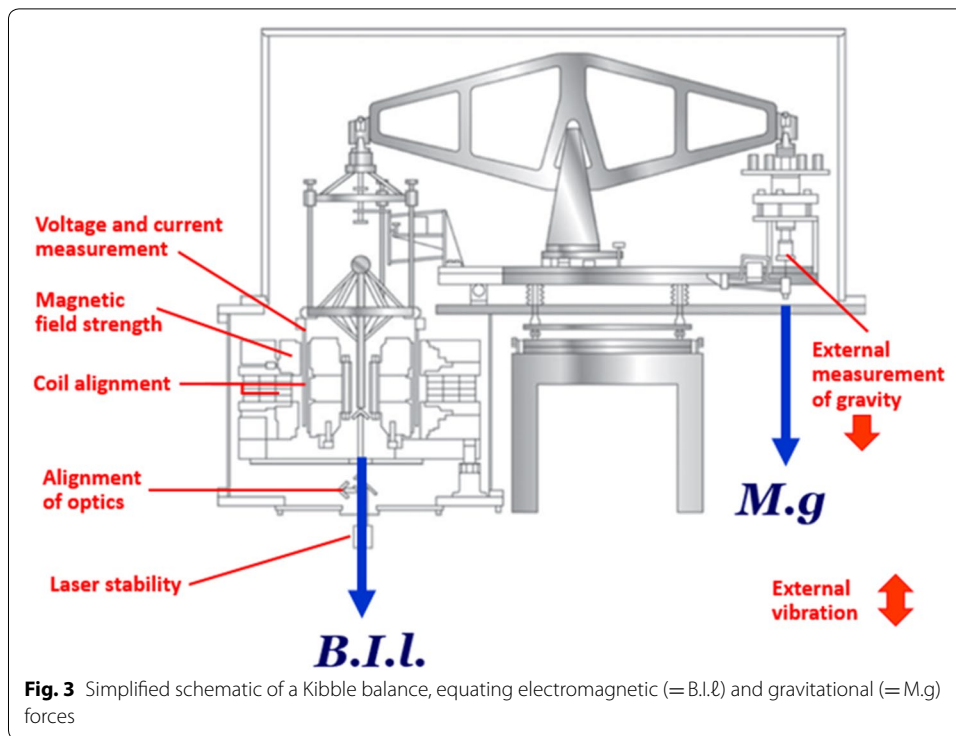 Voltage and current
measurement
Magnetic
field strength
Coil alignment
Alignment
of optics
Laser stability
B.I.l.
External
measurement
of gravity
M.g
External
vibration
Fig. 3 Simplified schematic of a Kibble balance, equating electromagnetic (=B.I.ℓ) and gravitational (=M.g)
forces